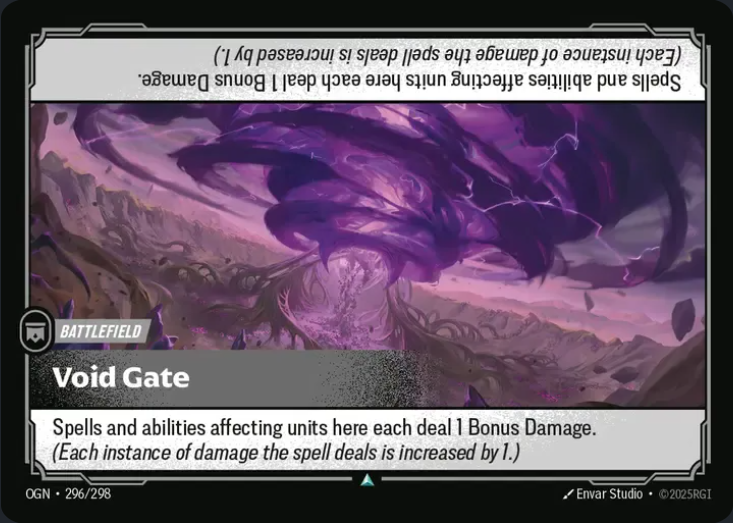 Spells and abilities affecting units here each deal 1 Bonus Damage.
(Each instance of damage the spell deals is increased by 1.)
BATTLEFIELD
Void Gate
Spells and abilities affecting units here each deal 1 Bonus Damage.
(Each instance of damage the spell deals is increased by 1.)
OGN • 296/298
Envar Studio • ©2025RGI